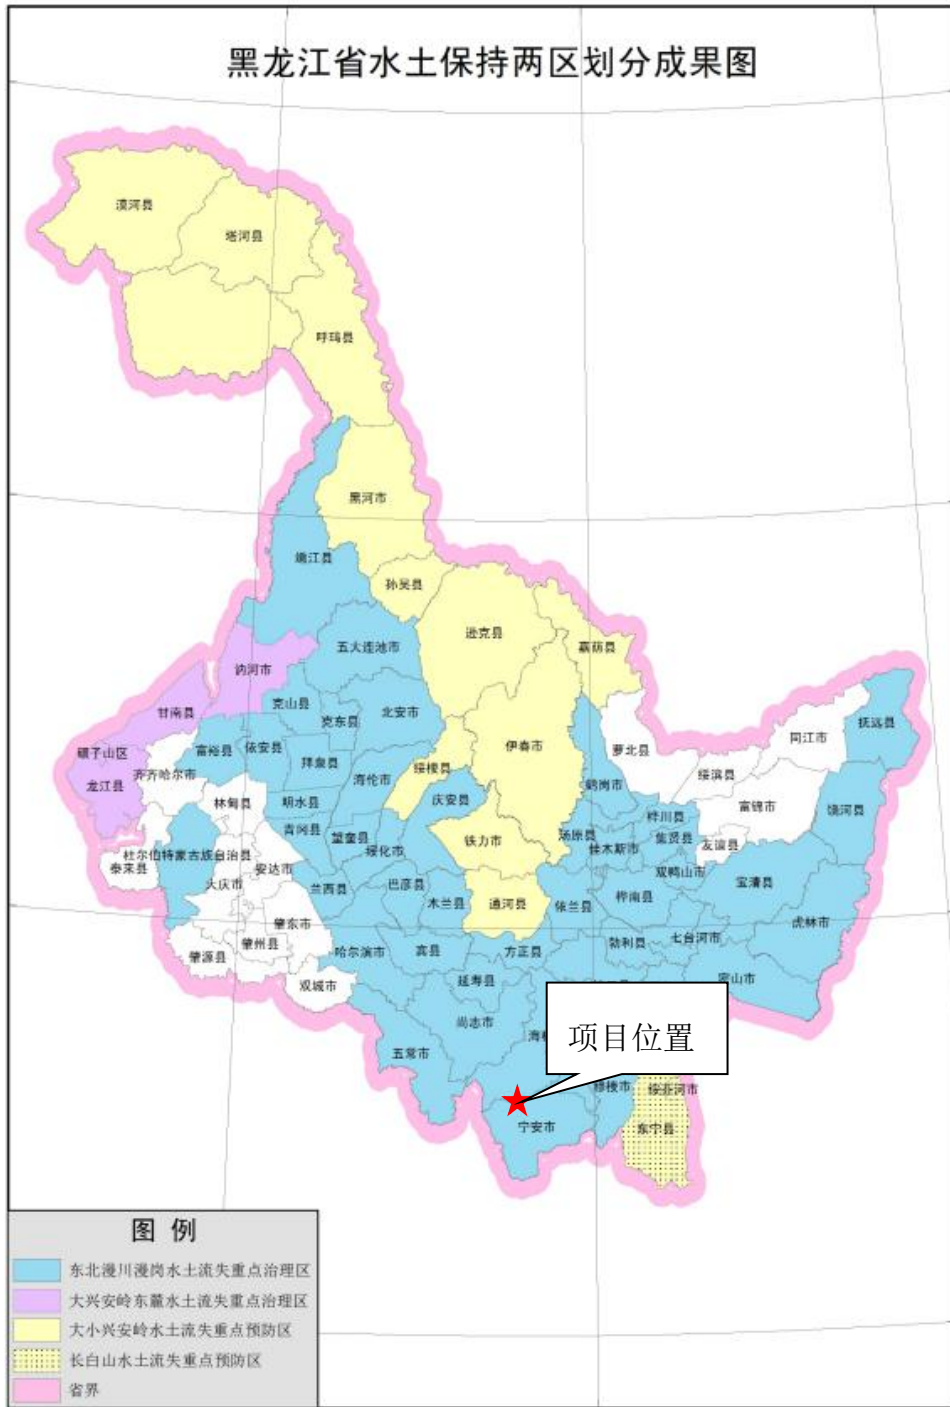 黑龙江省水土保持两区划分成果图
漠河县
塔河县
呼玛县
黑河市
嫩江县
孙吴县
逊克县
嘉荫县
五大连池市
讷河市
克山县
克东县
北安市
甘南县
碾子山区
龙江县
齐齐哈尔市
富裕县
依安县
拜泉县
海伦市
绥棱县
伊春市
鹤岗市
萝北县
绥滨县
同江市
抚远县
林甸县
明水县
青冈县
望奎县
绥化市
庆安县
铁力市
汤原县
佳木斯市
桦川县
集贤县
友谊县
富锦市
饶河县
杜尔伯特蒙古族自治县
泰来县
大庆市
安达市
兰西县
巴彦县
木兰县
通河县
依兰县
桦南县
双鸭山市
宝清县
虎林市
肇源县
肇州县
肇东市
双城市
哈尔滨市
宾县
延寿县
方正县
勃利县
七台河市
密山市
五常市
尚志市
项目位置
宁安市
穆棱市
绥芬河市
东宁县
图 例
东北漫川漫岗水土流失重点治理区
大兴安岭东麓水土流失重点治理区
大小兴安岭水土流失重点预防区
长白山水土流失重点预防区
省界